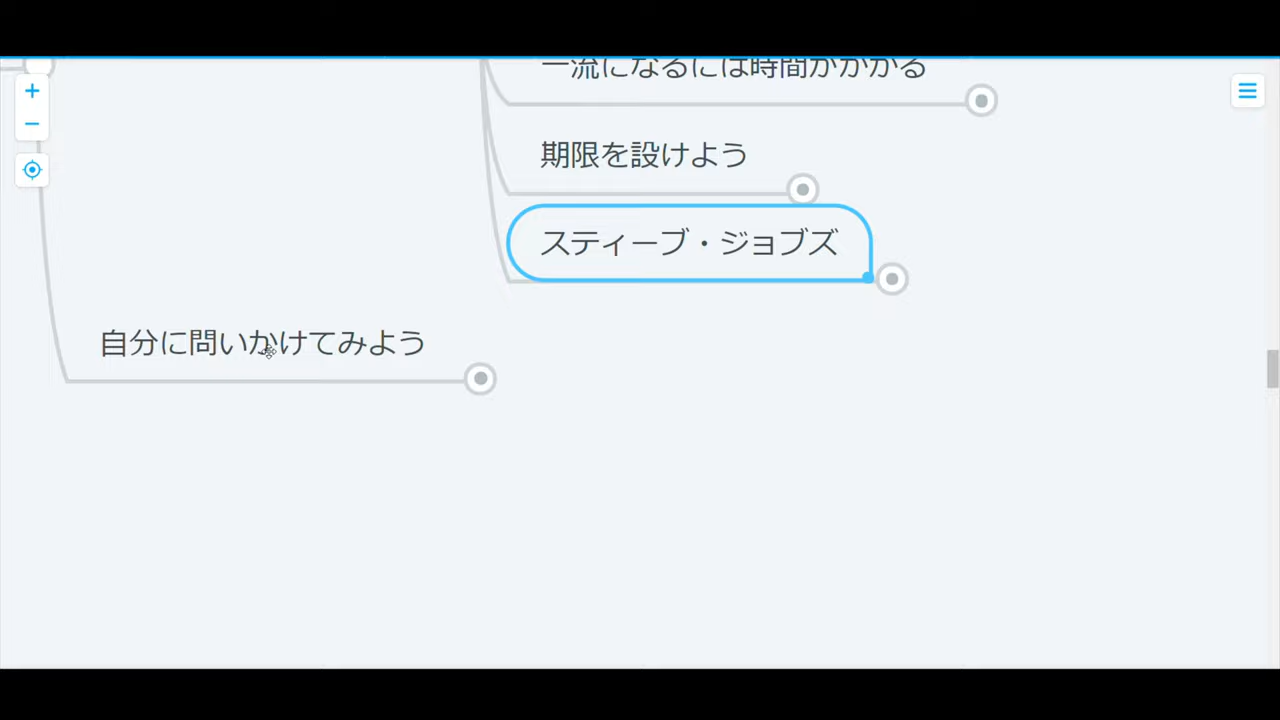 一流になるには時間がかかる
期限を設けよう
スティーブ・ジョブズ
自分に問いかけてみよう